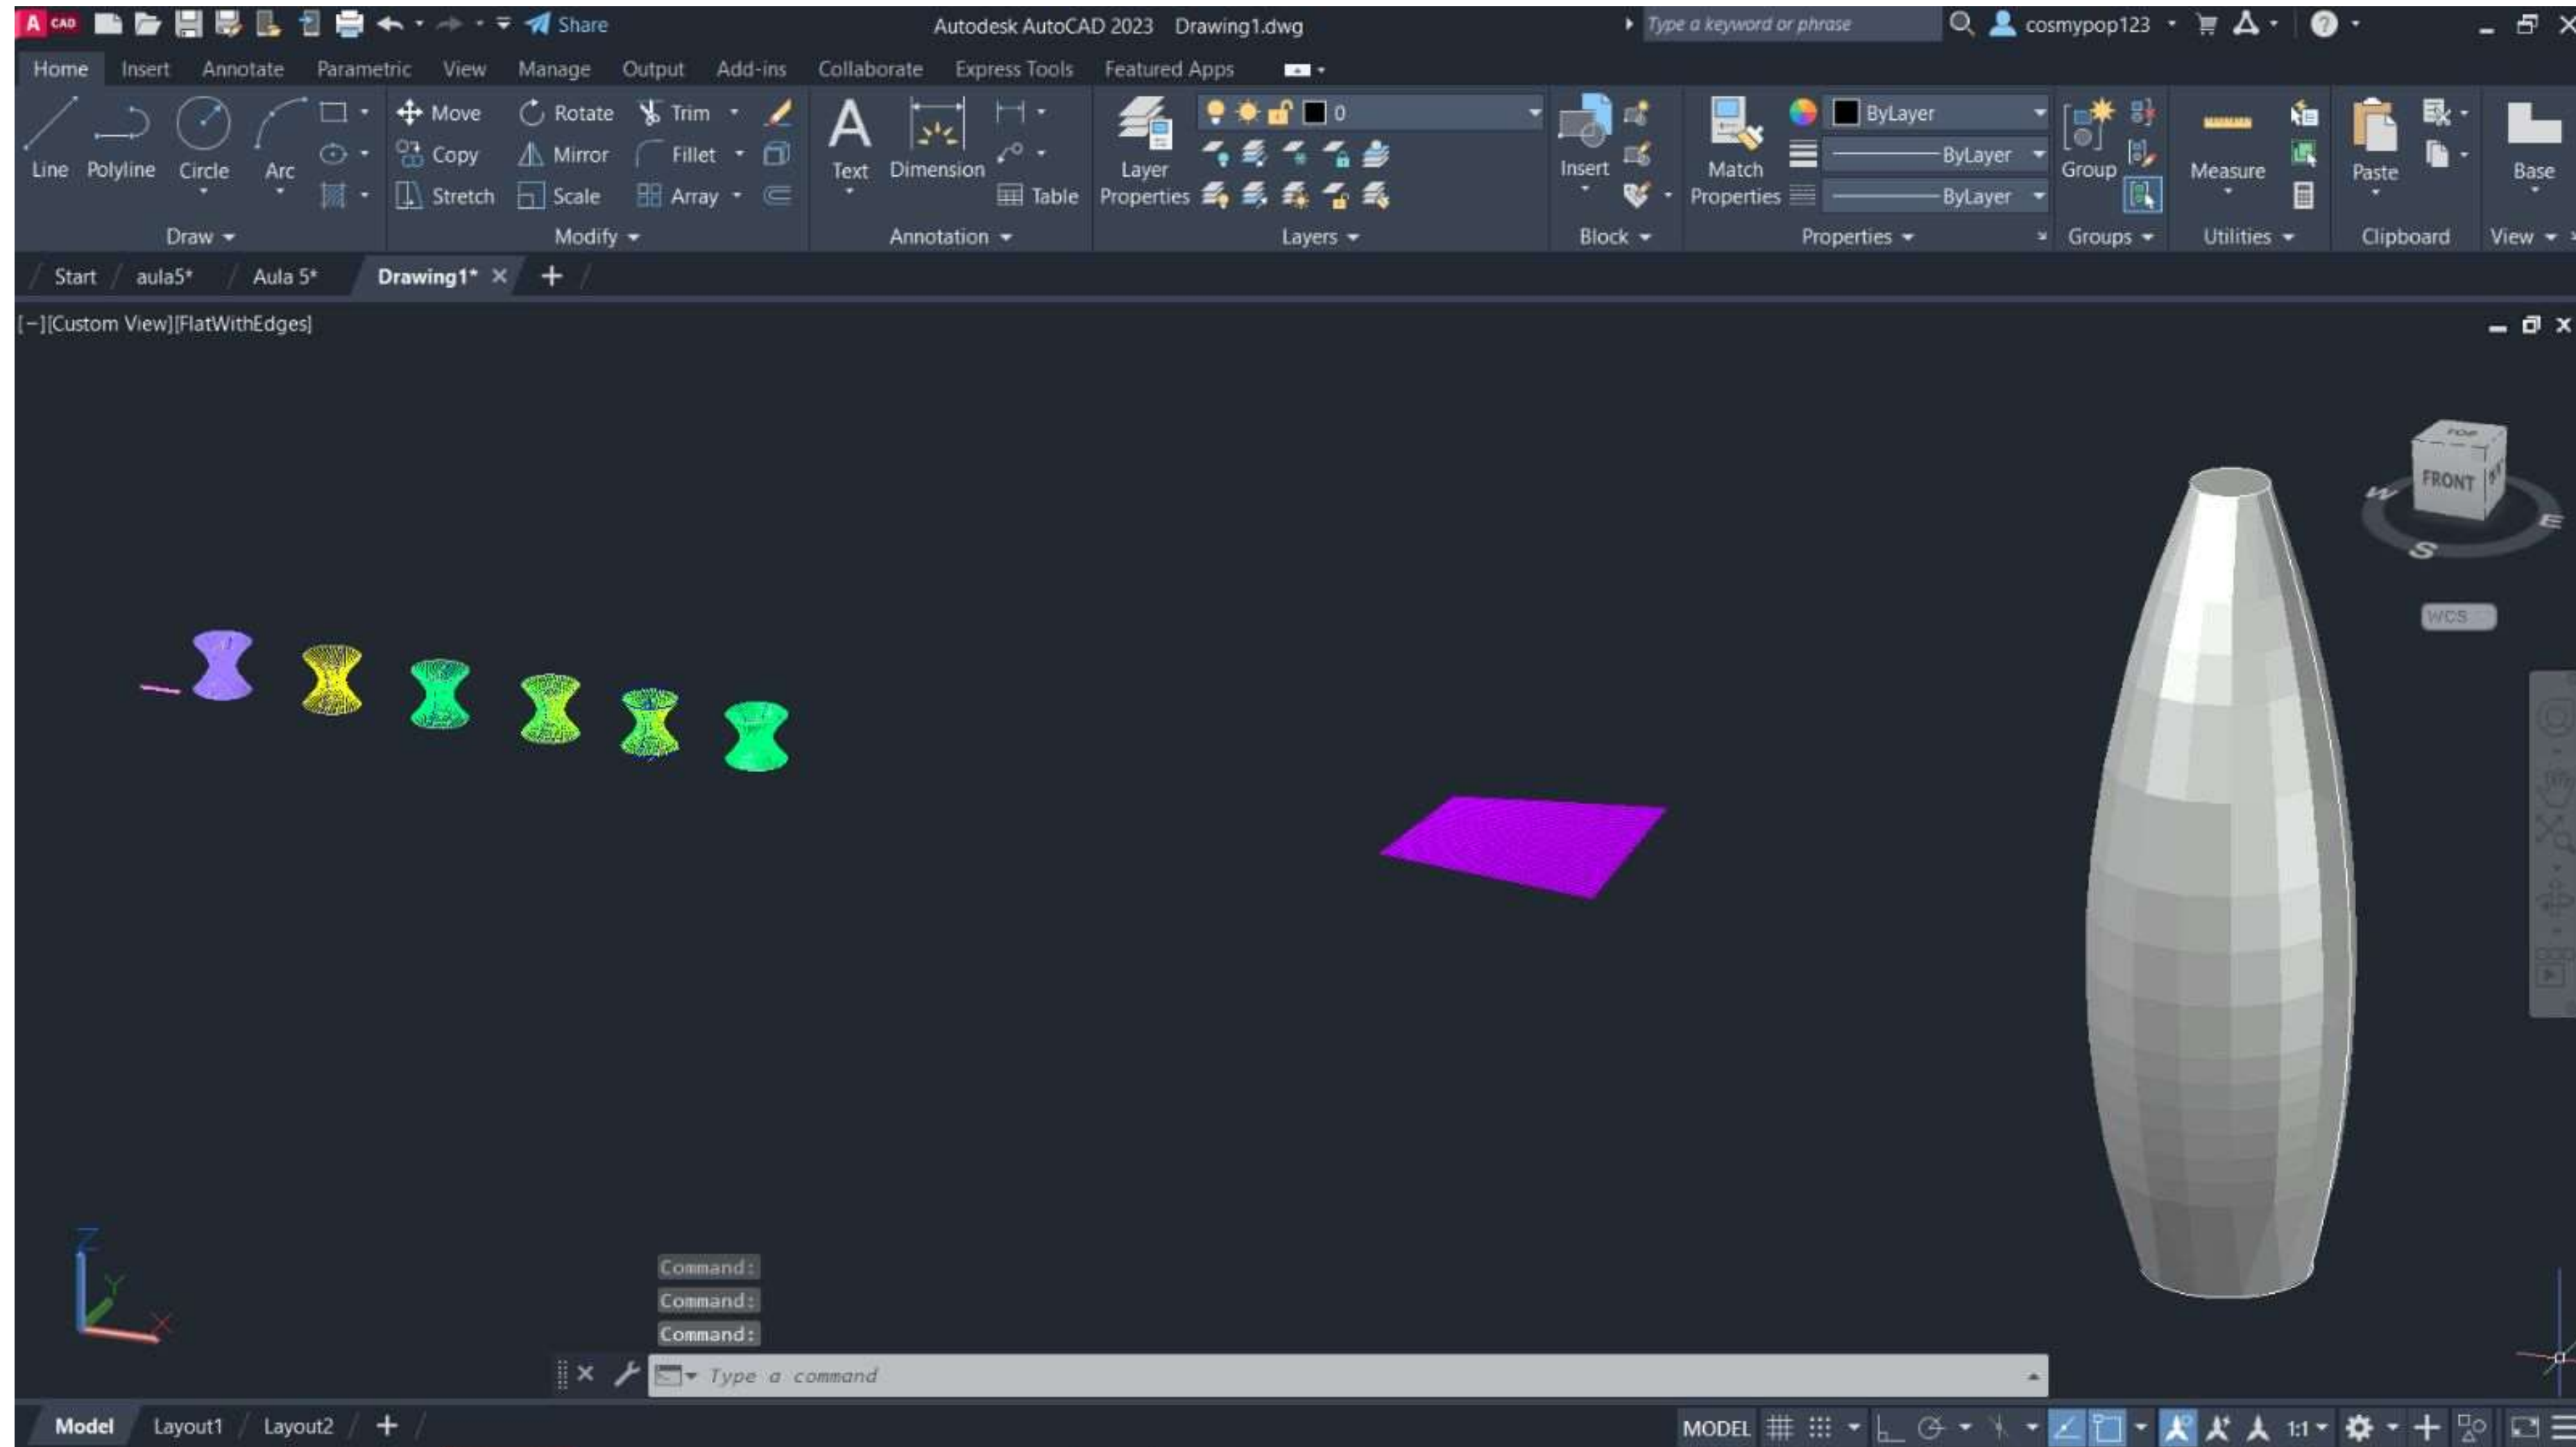 A CAD Share Autodesk AutoCAD 2023 Drawing1.dwg Type a keyword or phrase cosmypop123
Home Insert Annotate Parametric View Manage Output Add-ins Collaborate Express Tools Featured Apps
Move Rotate Trim 0 ByLayer
Copy Mirror Fillet ByLayer
Line Polyline Circle Arc Text Dimension Layer Insert Match Group Measure Paste Base
Stretch Scale Array Table Properties Properties ByLayer
Draw Modify Annotation Layers Block Properties Groups Utilities Clipboard View
Start aula5* Aula 5* Drawing1*
[−][Custom View][FlatWithEdges]
TOP
FRONT
W
E
S
WCS
Z
Y
X
Command:
Command:
Command:
Type a command
Model Layout1 Layout2 MODEL 1:1